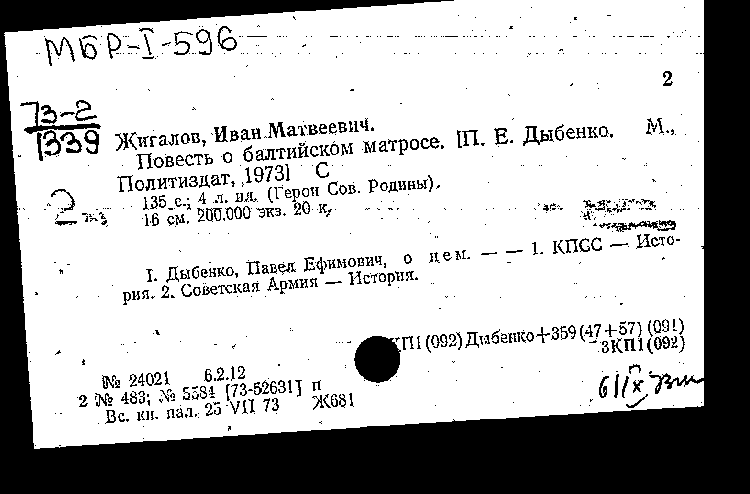 МБР-I-596
2
73-2
1339
Жигалов, Иван Матвеевич.
Повесть о балтийском матросе. [П. Е. Дыбенко. М.,
Политиздат, 1973] С
135 с.; 4 л. ил. (Герои Сов. Родины).
16 см. 200.000 экз. 20 к.
2 экз
I. Дыбенко, Павел Ефимович, о нем. — — 1. КПСС — Исто-
рия. 2. Советская Армия — История.
КП1(092)Дыбенко+359(47+57)(091)
3КП1(092)
№ 24021 6.2.12
2 № 483; № 5584 [73-52631] п
Вс. кн. пал. 25 VII 73 Ж681